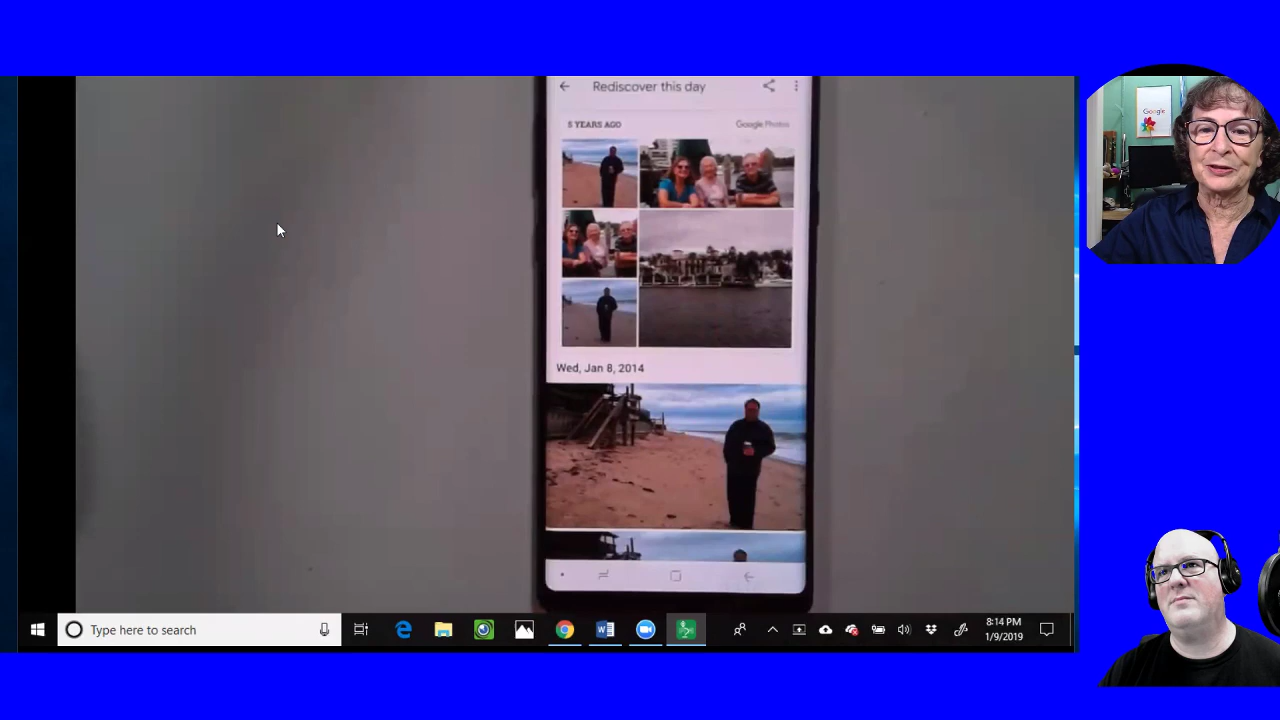 Rediscover this day
5 YEARS AGO
Google Photos
Wed, Jan 8, 2014
Google
Type here to search
8:14 PM
1/9/2019